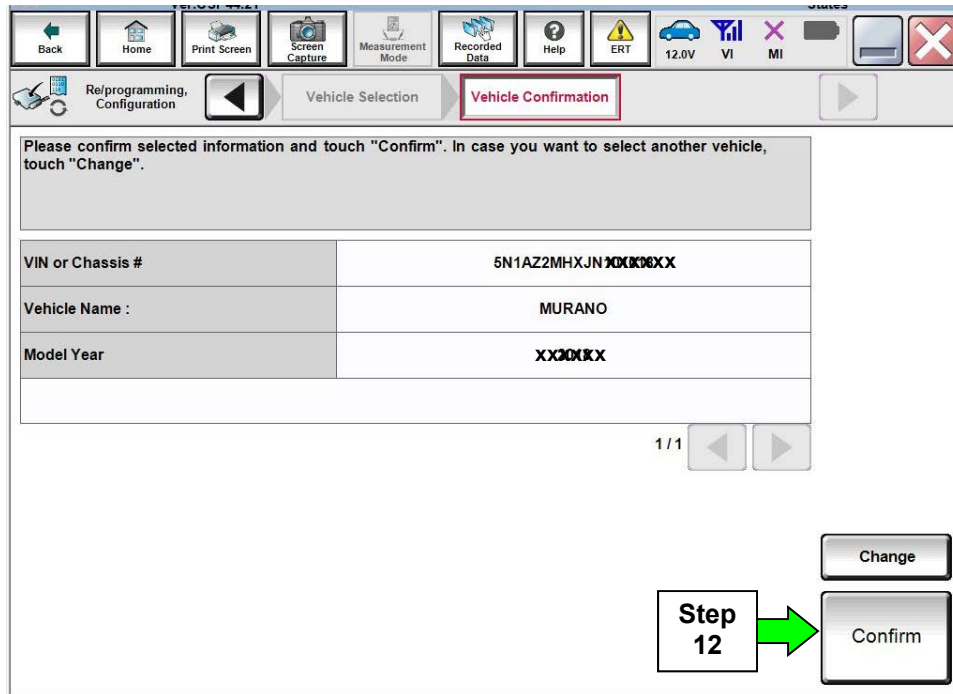 Back
Home
Print Screen
Screen
Capture
Measurement
Mode
Recorded
Data
Help
ERT
12.0V
VI
MI
Re/programming,
Configuration
Vehicle Selection
Vehicle Confirmation
Please confirm selected information and touch "Confirm". In case you want to select another vehicle,
touch "Change".
VIN or Chassis #
5N1AZ2MHXJN
Vehicle Name :
MURANO
Model Year
1/1
Change
Step
12
Confirm